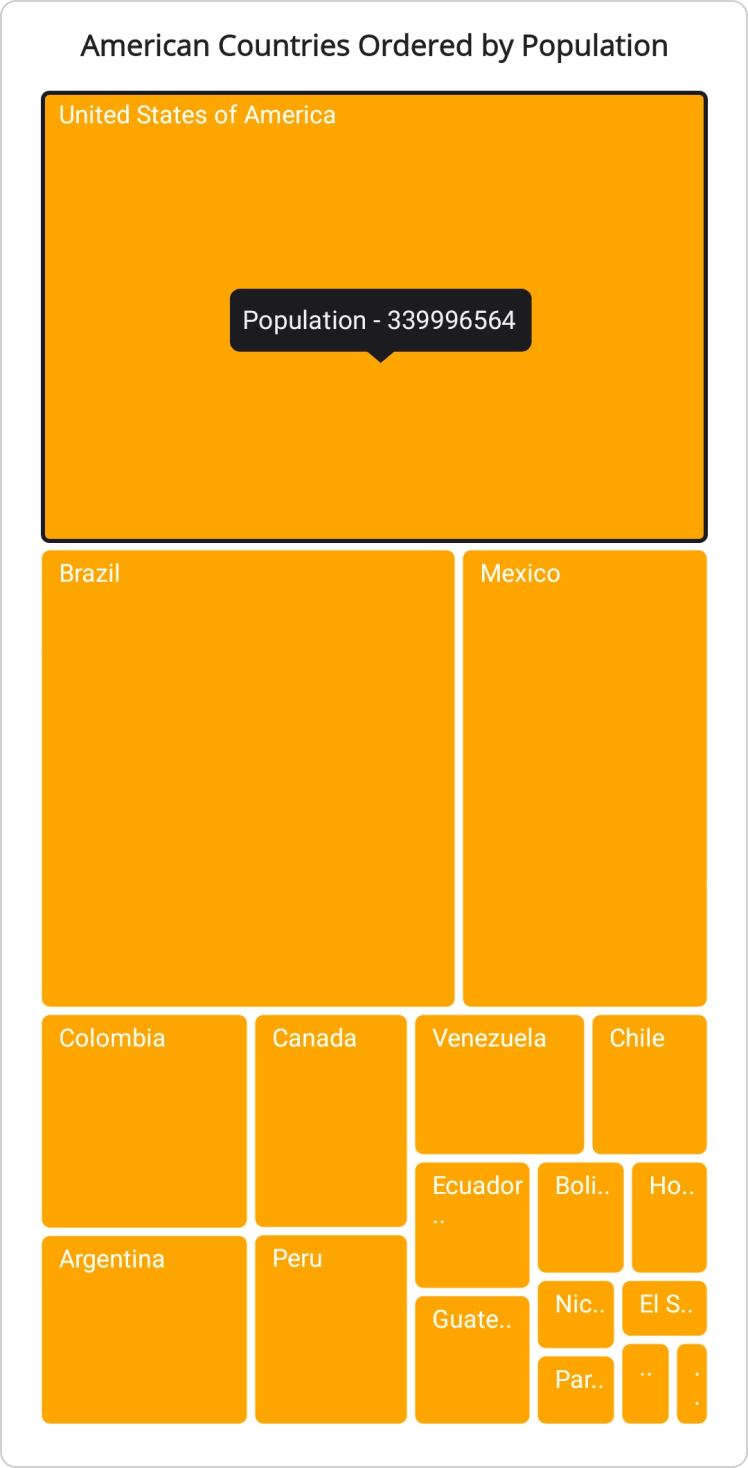 American Countries Ordered by Population
United States of America
Population - 339996564
Brazil
Mexico
Colombia
Canada
Venezuela
Chile
Ecuador
..
Boli..
Ho..
Argentina
Peru
Guate..
Nic..
El S..
Par..
..
.
.